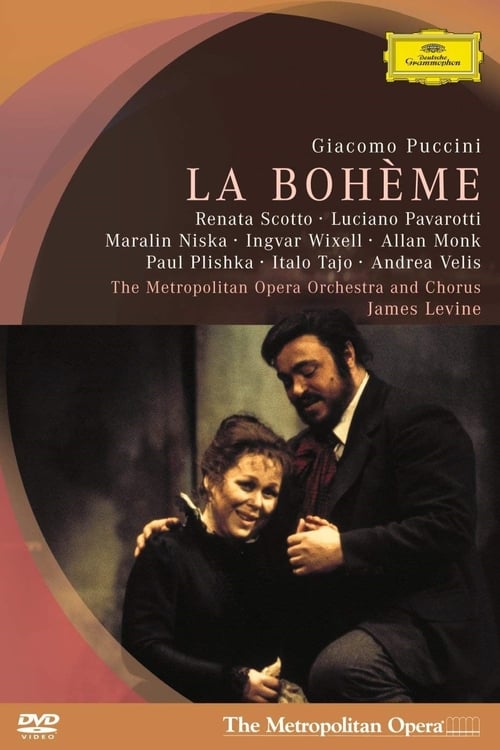 Deutsche
Grammophon
Giacomo Puccini
LA BOHÈME
Renata Scotto · Luciano Pavarotti
Maralin Niska · Ingvar Wixell · Allan Monk
Paul Plishka · Italo Tajo · Andrea Velis
The Metropolitan Opera Orchestra and Chorus
James Levine
DVD
VIDEO
The Metropolitan Opera